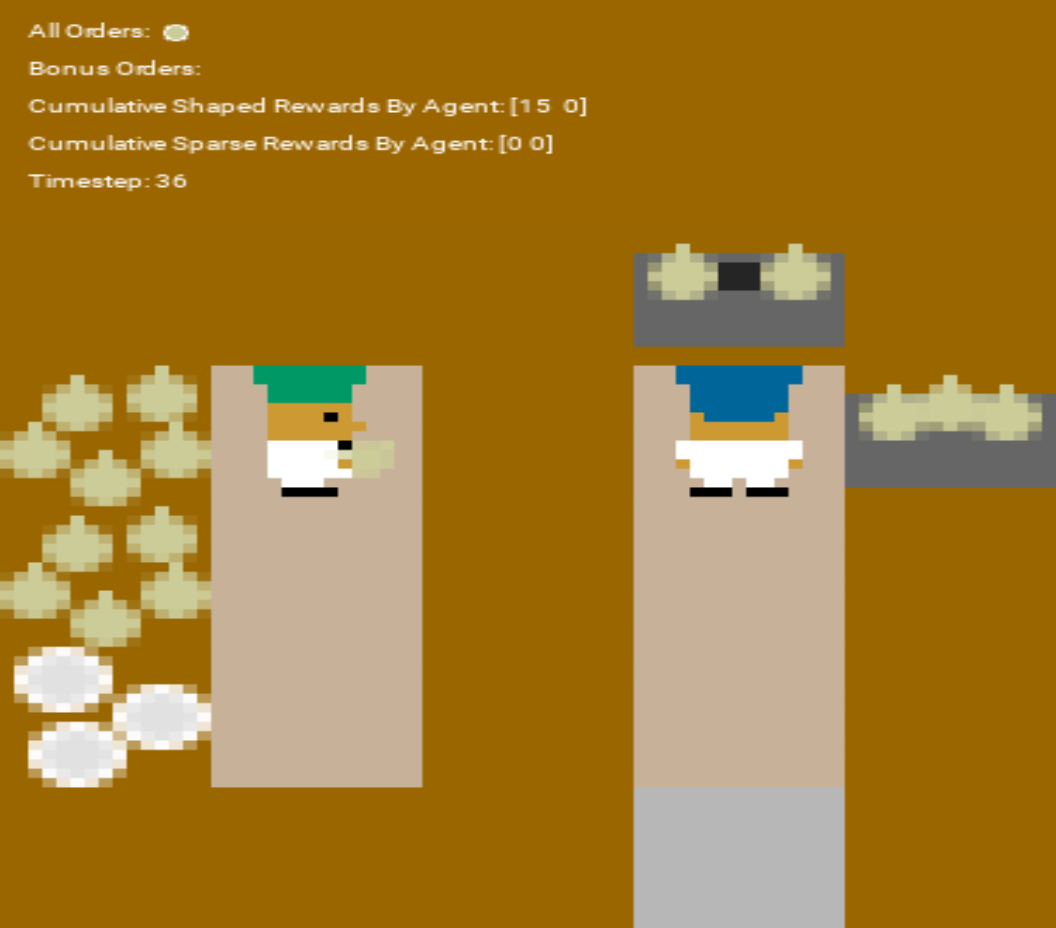 All Orders:
Bonus Orders:
Cumulative Shaped Rewards By Agent: [15 0]
Cumulative Sparse Rewards By Agent: [0 0]
Timestep: 36